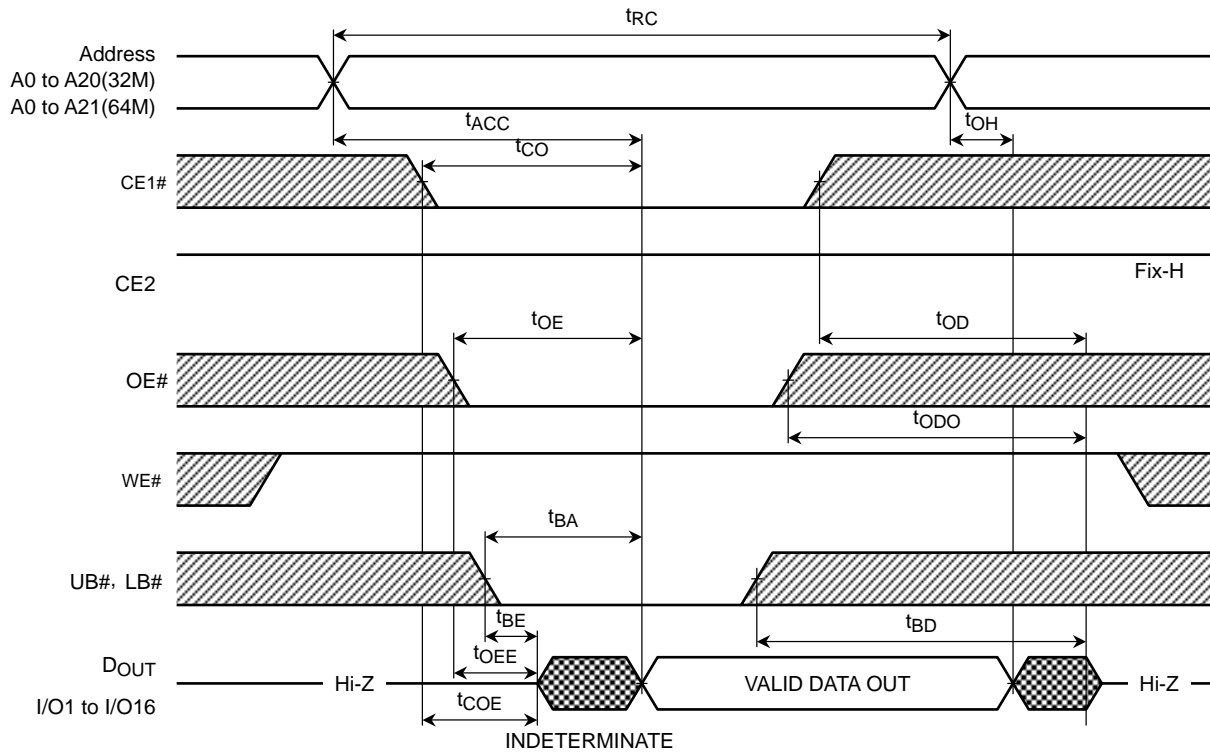 tRC
Address
A0 to A20(32M)
A0 to A21(64M)
tACC
tOH
tCO
CE1#
CE2
Fix-H
tOE
tOD
OE#
tODO
WE#
tBA
UB#, LB#
tBE
tBD
tOEE
DOUT
Hi-Z
VALID DATA OUT
Hi-Z
I/O1 to I/O16
tCOE
INDETERMINATE